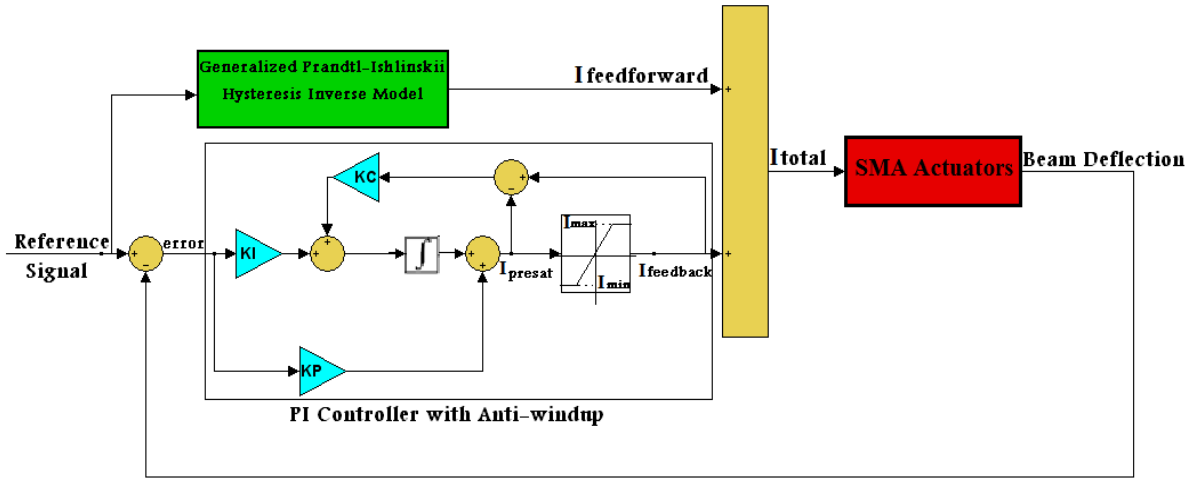 Generalized Prandtl-Ishlinskii
Hysteresis Inverse Model
Ifeedforward
KC
Itotal
SMA Actuators
Beam Deflection
Reference
Signal
error
KI
∫
Ipresat
Imax
Imin
Ifeedback
KP
PI Controller with Anti-windup